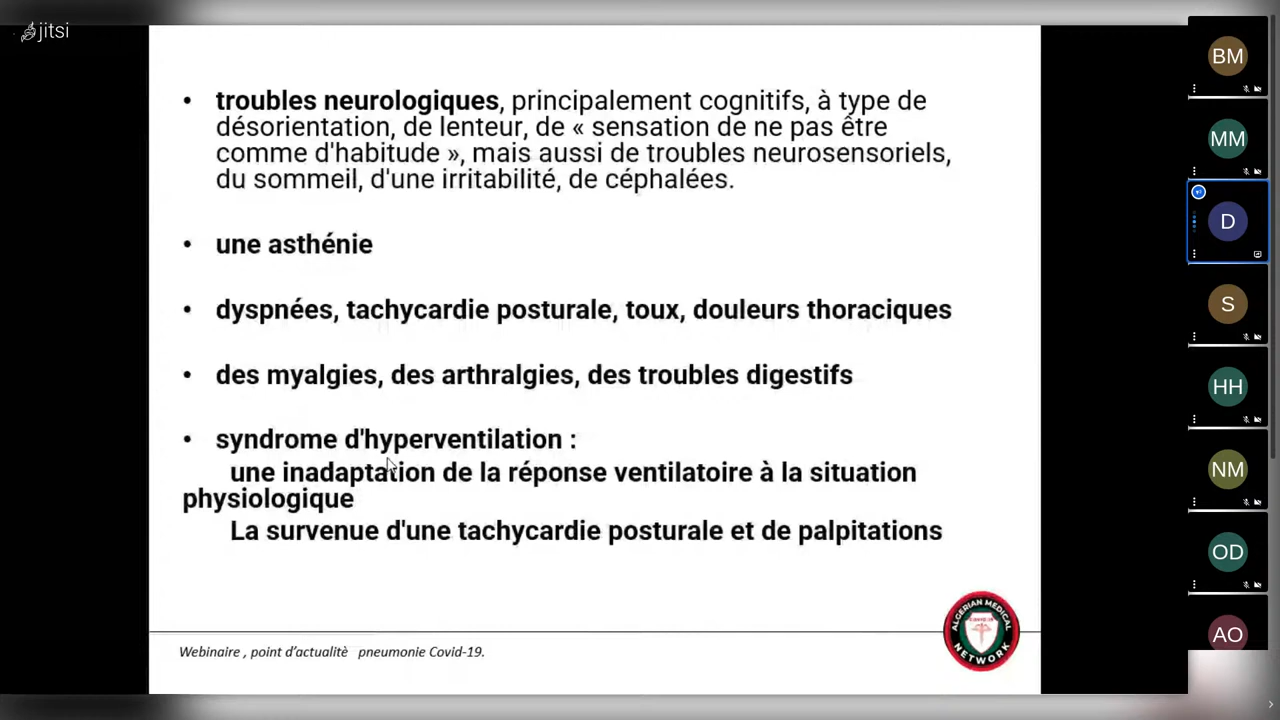 jitsi
• troubles neurologiques, principalement cognitifs, à type de
désorientation, de lenteur, de « sensation de ne pas être
comme d'habitude », mais aussi de troubles neurosensoriels,
du sommeil, d'une irritabilité, de céphalées.
• une asthénie
• dyspnées, tachycardie posturale, toux, douleurs thoraciques
• des myalgies, des arthralgies, des troubles digestifs
• syndrome d'hyperventilation :
une inadaptation de la réponse ventilatoire à la situation
physiologique
La survenue d'une tachycardie posturale et de palpitations
Webinaire , point d'actualitè pneumonie Covid-19.
ALGERIAN MEDICAL
NETWORK
BM
MM
D
S
HH
NM
OD
AO